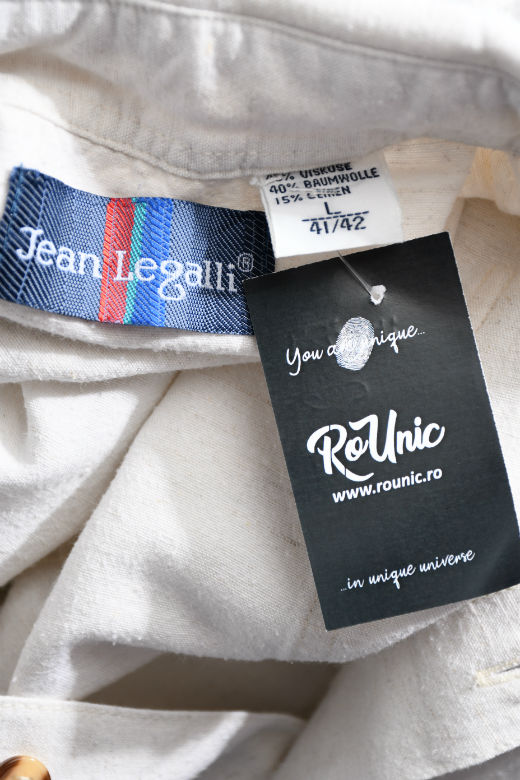 Jean Legalli®
VISKOSE
40% BAUMWOLLE
15% LEINEN
L
41/42
You are unique...
RoUnic
www.rounic.ro
...in unique universe